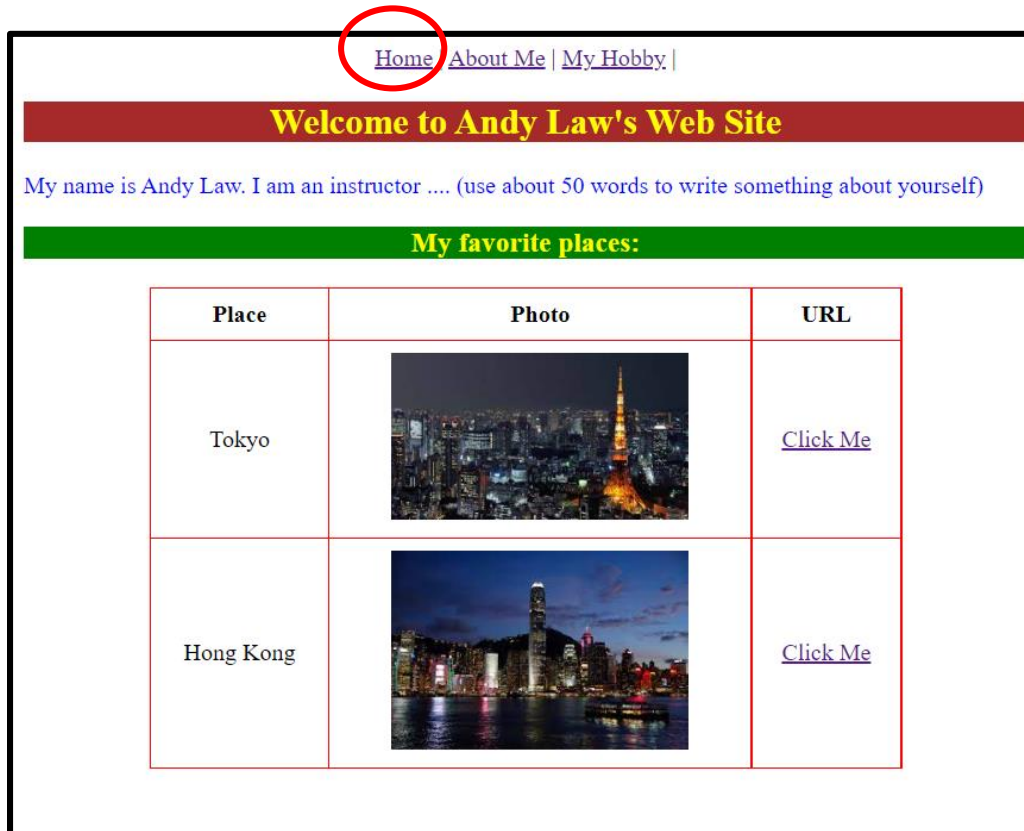 Home | About Me | My Hobby |
Welcome to Andy Law's Web Site
My name is Andy Law. I am an instructor .... (use about 50 words to write something about yourself)
My favorite places:
Place Photo URL
Tokyo Click Me
Hong Kong Click Me